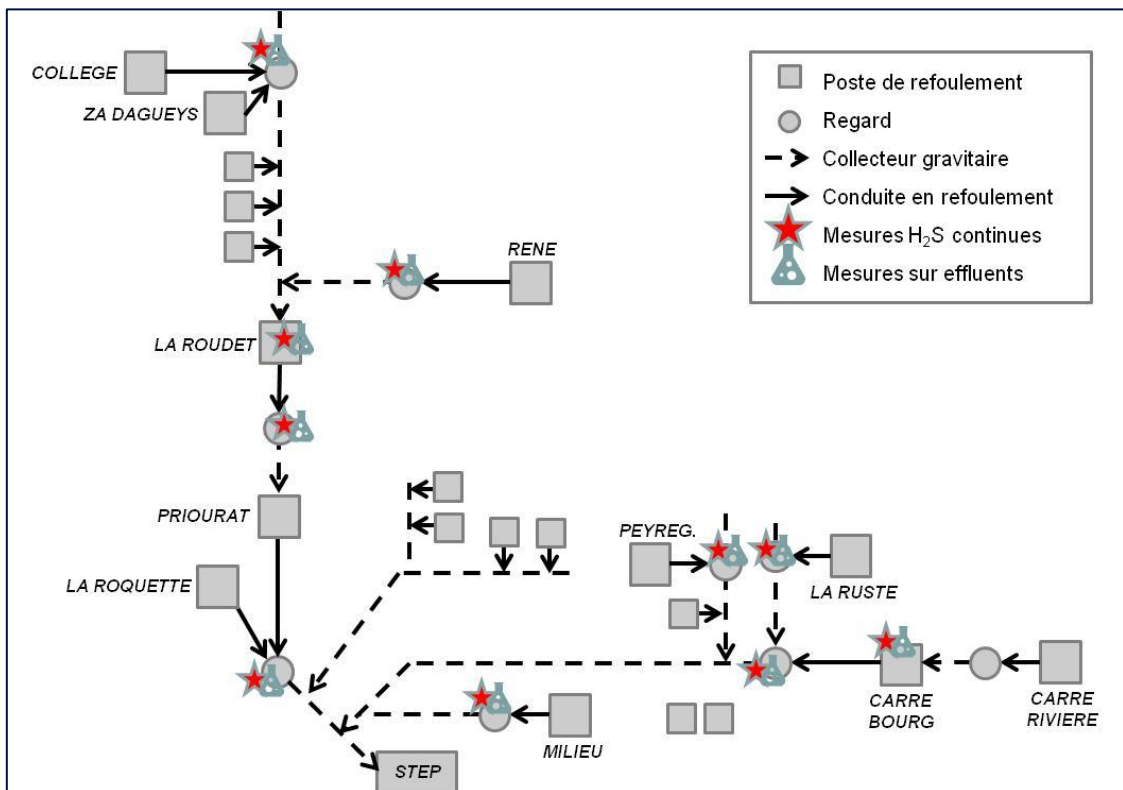 COLLEGE
ZA DAGUEYS
Poste de refoulement
Regard
Collecteur gravitaire
Conduite en refoulement
Mesures H₂S continues
Mesures sur effluents
RENE
LA ROUDET
PRIOURAT
PEYREG.
LA ROQUETTE
LA RUSTE
CARRE
BOURG
CARRE
RIVIERE
MILIEU
STEP